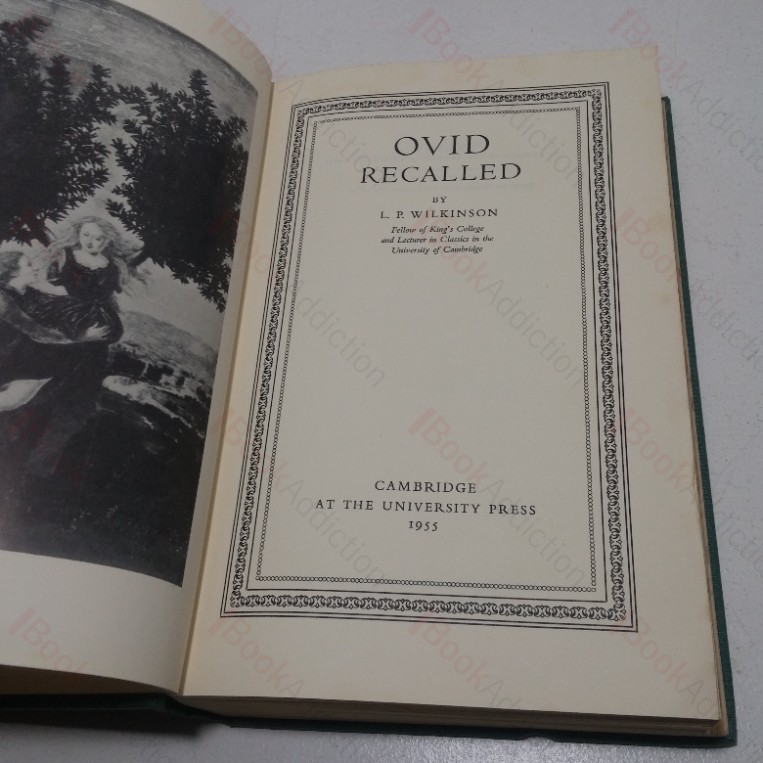 OVID
RECALLED
BY
L. P. WILKINSON
Fellow of King's College
and Lecturer in Classics in the
University of Cambridge
CAMBRIDGE
AT THE UNIVERSITY PRESS
1955
BookAddiction